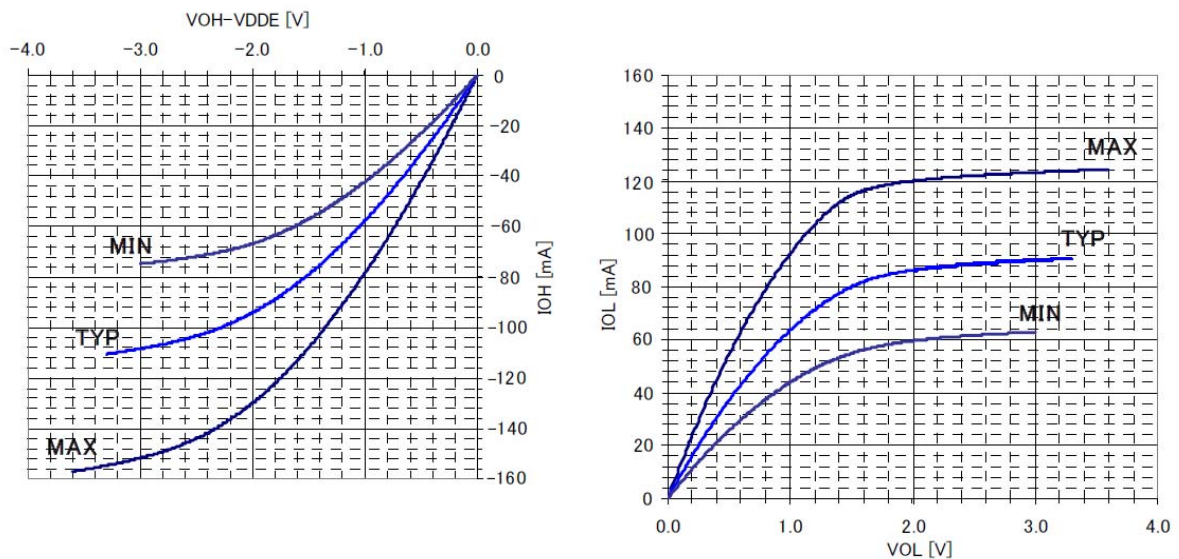 VOH-VDDE [V]
-4.0 -3.0 -2.0 -1.0 0.0
0
-20
-40
-60
-80
-100
-120
-140
-160
IOH [mA]
MIN
TYP
MAX
160
140
120
100
80
60
40
20
0
IOL [mA]
MAX
TYP
MIN
0.0 1.0 2.0 3.0 4.0
VOL [V]